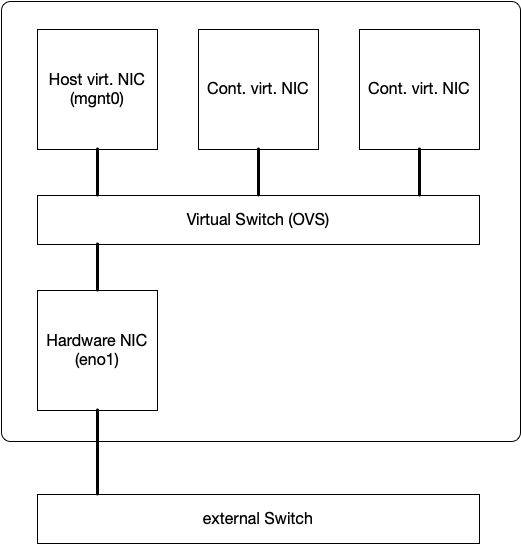 Host virt. NIC
(mgnt0)
Cont. virt. NIC
Cont. virt. NIC
Virtual Switch (OVS)
Hardware NIC
(eno1)
external Switch